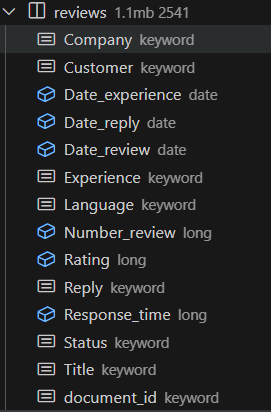 reviews 1.1mb 2541
Company keyword
Customer keyword
Date_experience date
Date_reply date
Date_review date
Experience keyword
Language keyword
Number_review long
Rating long
Reply keyword
Response_time long
Status keyword
Title keyword
document_id keyword